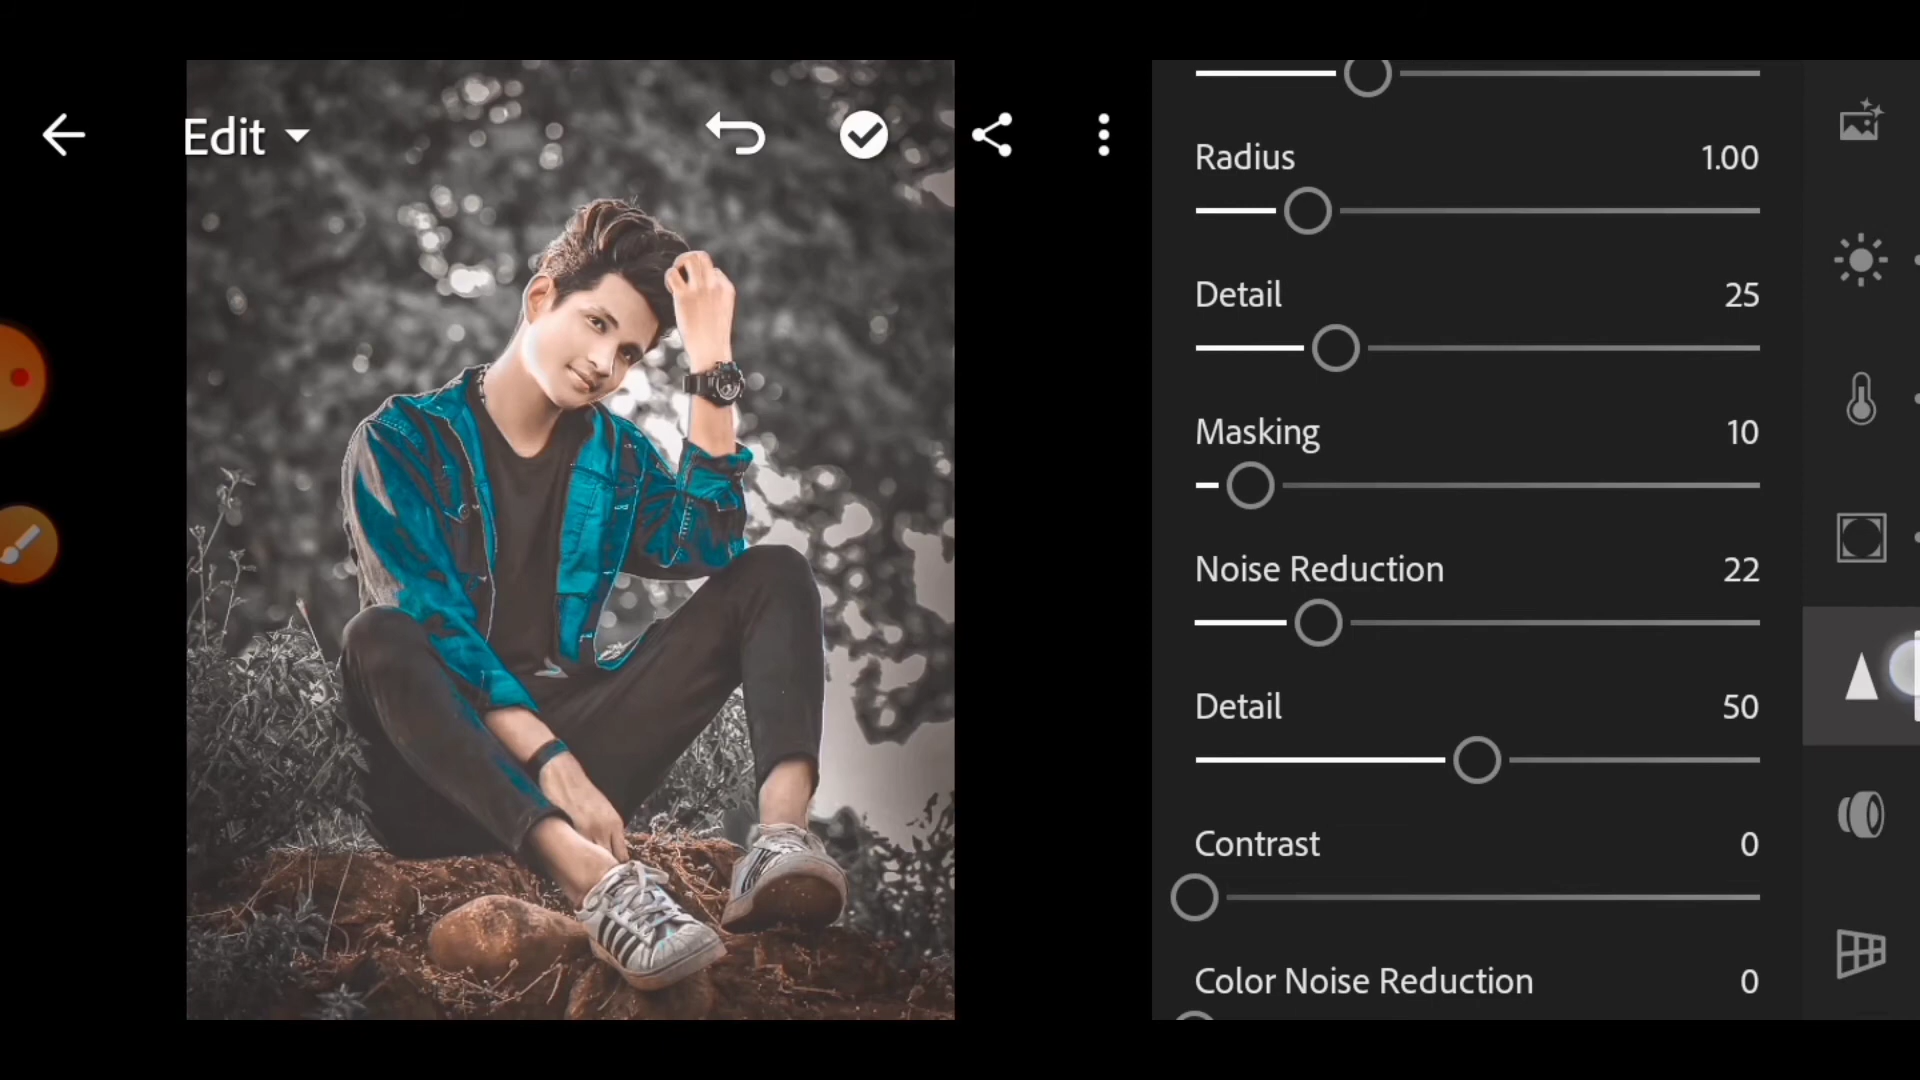 Edit
Radius 1.00
Detail 25
Masking 10
Noise Reduction 22
Detail 50
Contrast 0
Color Noise Reduction 0